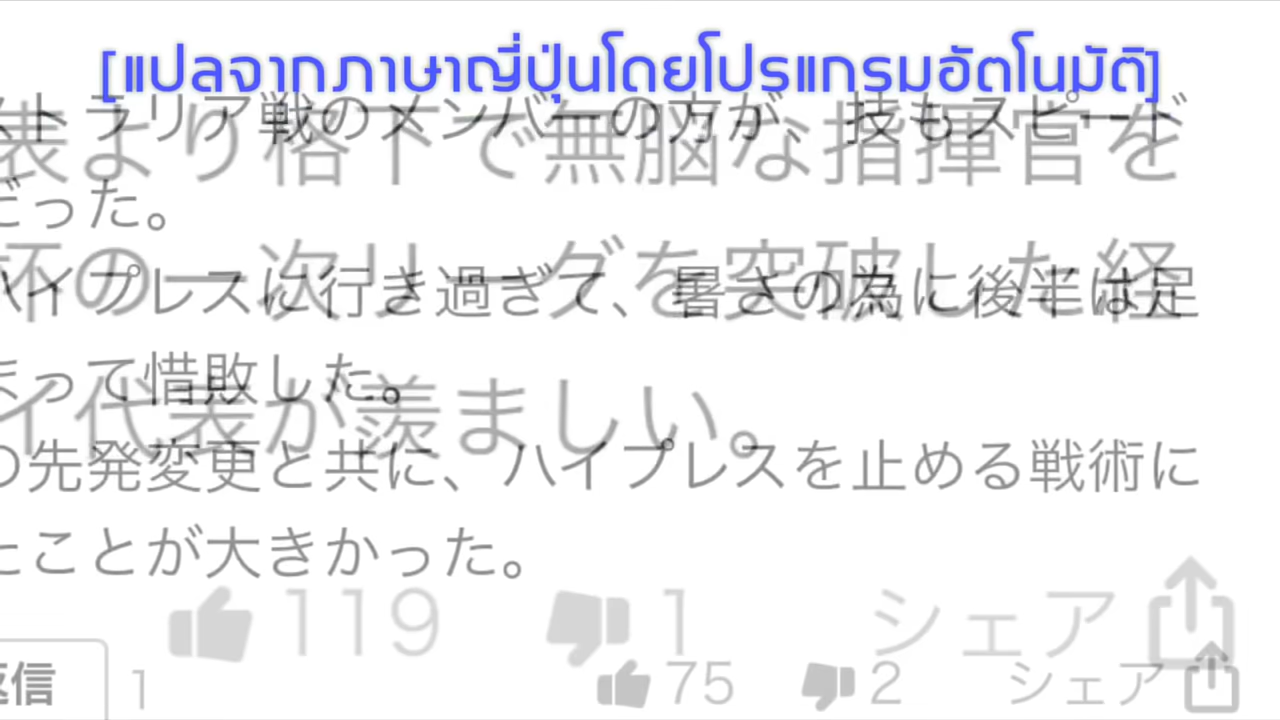 [แปลจากภาษาญี่ปุ่นโดยโปรแกรมอัตโนมัติ]
トラリア戦のメンバーの方が、技もスピード
表より格下で無脳な指揮官を
だった。
杯の一次リーグを突破した経
ハイプレスに行き過ぎて、暑さの為に後半は足
まって惜敗した。
イ代表が羨ましい。
の先発変更と共に、ハイプレスを止める戦術に
たことが大きかった。
119 1 シェア
返信 1 75 2 シェア